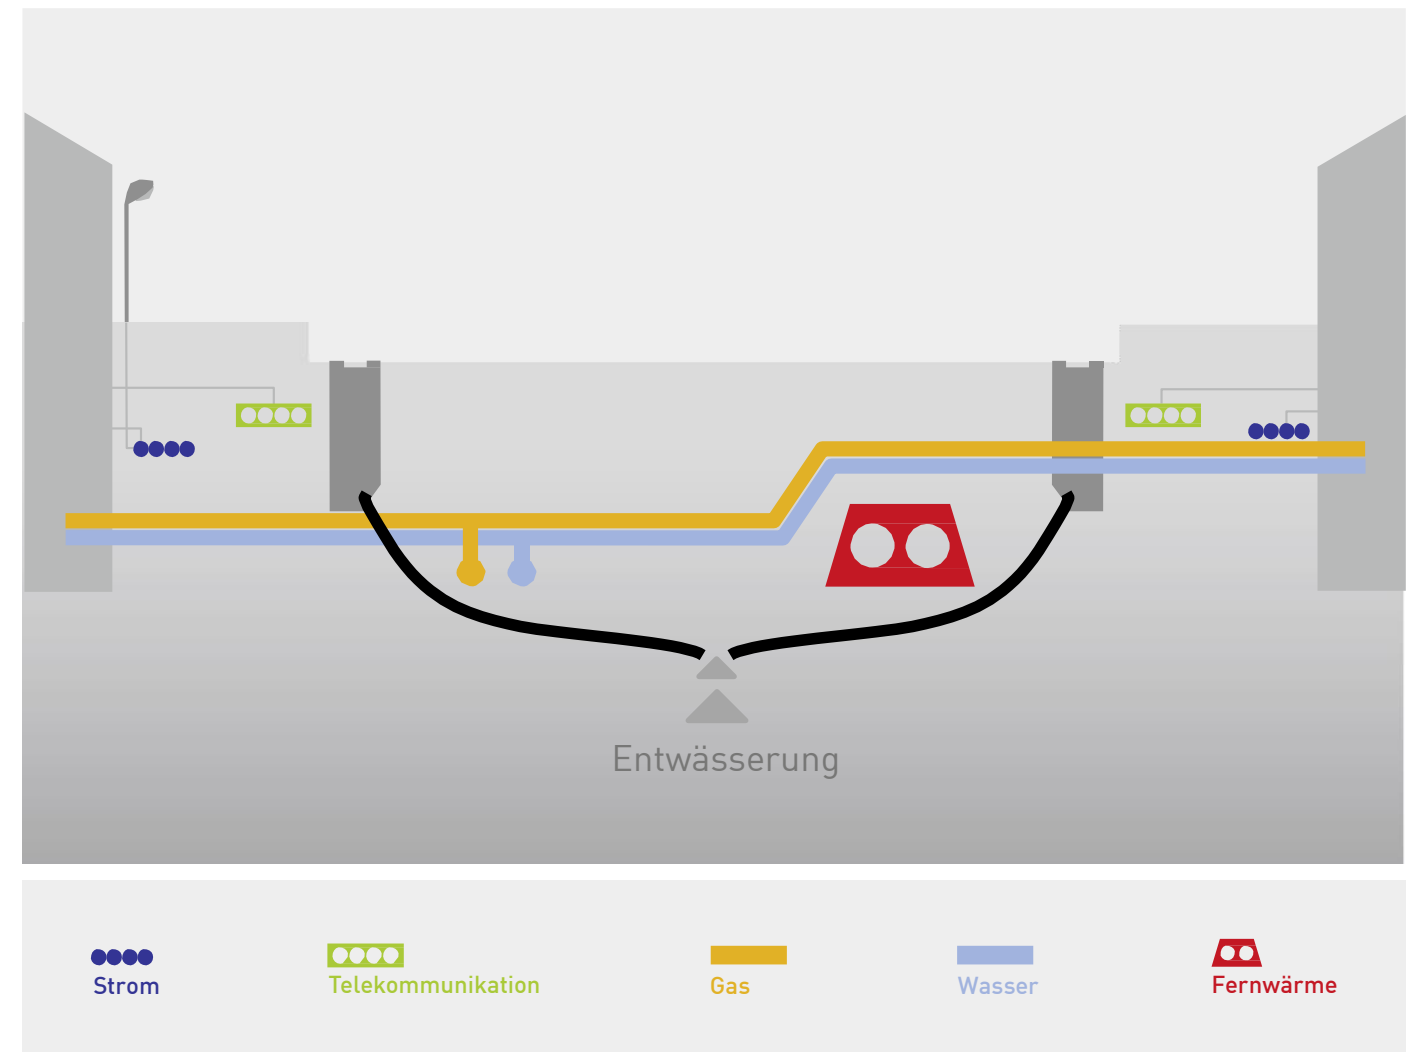 Entwässerung
Strom
Telekommunikation
Gas
Wasser
Fernwärme